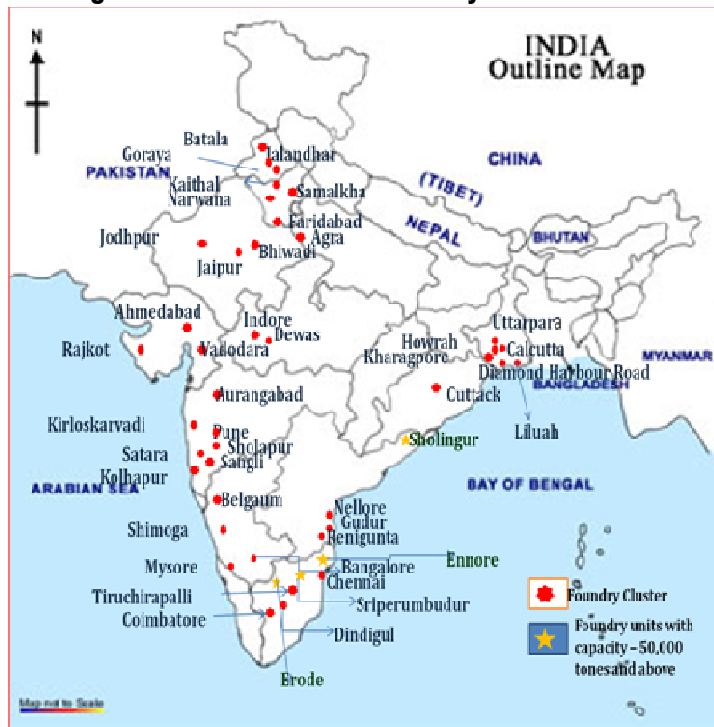 INDIA
Outline Map
N
Batala
Goraya
Jalandhar
PAKISTAN
CHINA
(TIBET)
Kaithal
Narwana
Samalkha
Faridabad
NEPAL
BHUTAN
Jodhpur
Agra
Bhiwadi
Jaipur
Ahmedabad
Indore
Dewas
Uttarpara
Howrah
Calcutta
Rajkot
Vadodara
Kharagpore
MYANMAR
Diamond Harbour Road
BANGLADESH
Aurangabad
Cuttack
Kirloskarvadi
Pune
Liluah
Sholapur
Sholingur
Satara
Sangli
Kolhapur
ARABIAN SEA
BAY OF BENGAL
Belgaum
Nellore
Gudur
Shimoga
Renigunta
Ennore
Mysore
Bangalore
Chennai
Tiruchirapalli
Sriperumbudur
Coimbatore
Dindigul
Erode
Foundry Cluster
Foundry units with
capacity –50,000
tonesand above
Map not to Scale